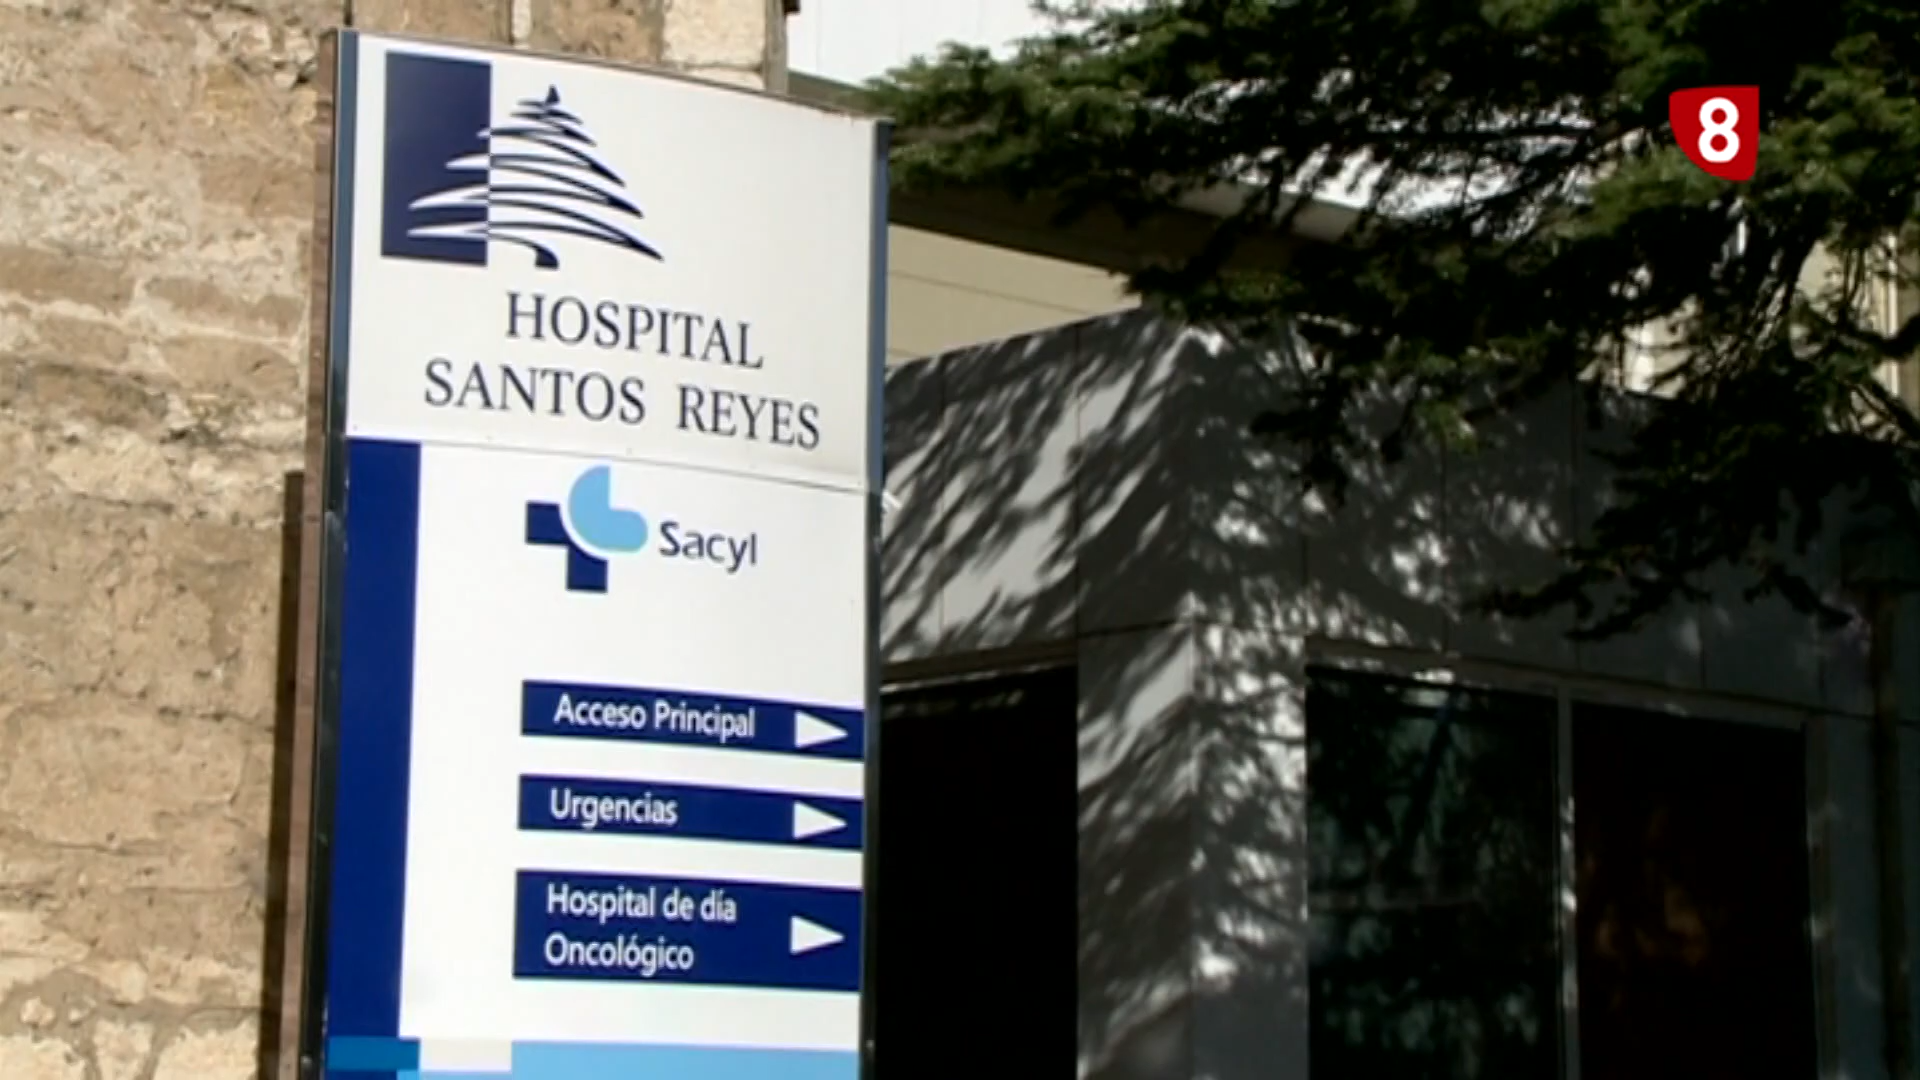 HOSPITAL
SANTOS REYES
Sacyl
Acceso Principal
Urgencias
Hospital de día
Oncológico
8